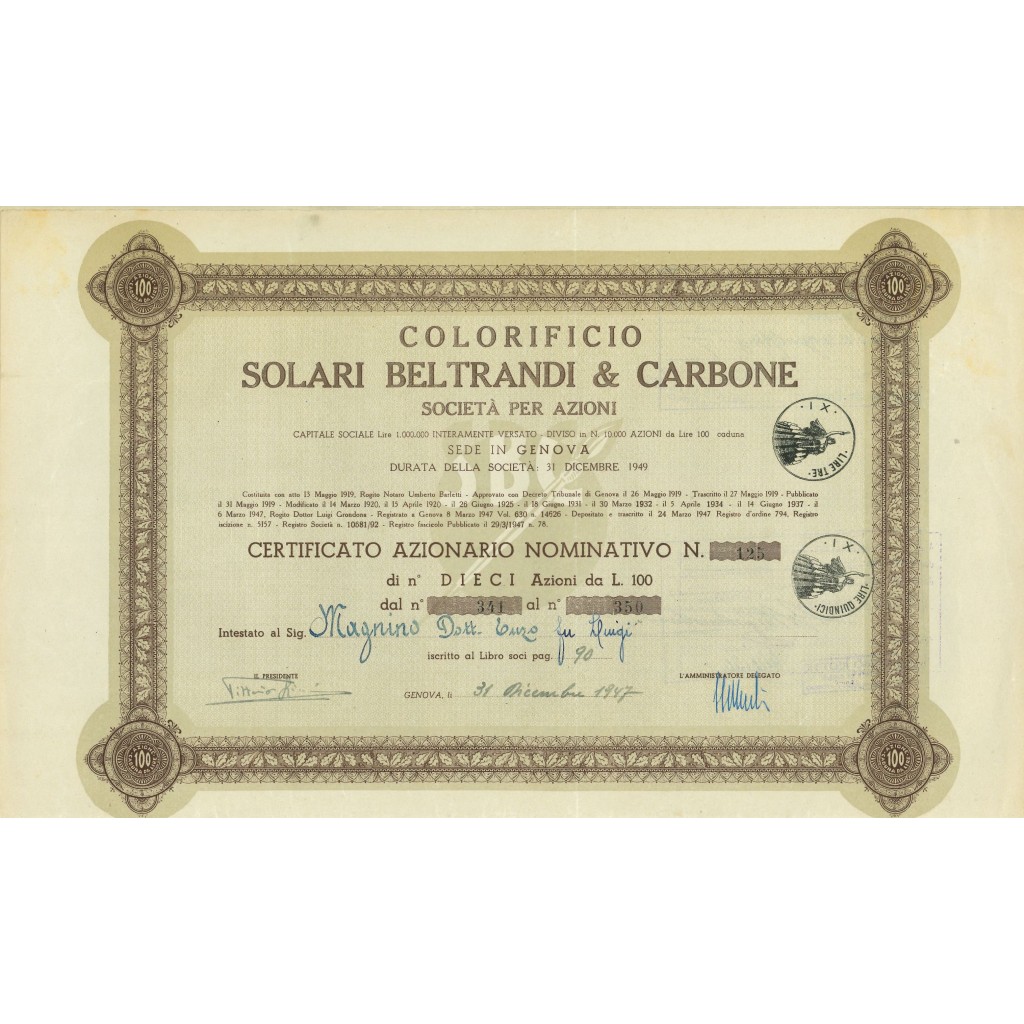 COLORIFICIO
SOLARI BELTRANDI & CARBONE
SOCIETÀ PER AZIONI
CAPITALE SOCIALE Lire 1.000.000 INTERAMENTE VERSATO - DIVISO in N. 10.000 AZIONI da Lire 100 caduna
SEDE IN GENOVA
DURATA DELLA SOCIETÀ: 31 DICEMBRE 1949
SBC
Costituita con atto 13 Maggio 1919, Rogito Notaro Umberto Barletti - Approvato con Decreto Tribunale di Genova il 26 Maggio 1919 - Trascritto il 27 Maggio 1919 - Pubblicato
il 31 Maggio 1919 - Modificato il 14 Marzo 1920, il 15 Aprile 1920 - il 26 Giugno 1925 - il 18 Giugno 1931 - il 30 Marzo 1932 - il 5 Aprile 1934 - il 14 Giugno 1937 - il
6 Marzo 1947, Rogito Dottor Luigi Grondona - Registrato a Genova 8 Marzo 1947 Vol. 630 n. 14626 - Depositato e trascritto il 24 Marzo 1947 Registro d'ordine 794, Registro
iscizione n. 5157 - Registro Società n. 10681/92 - Registro fascicolo Pubblicato il 29/3/1947 n. 78.
CERTIFICATO AZIONARIO NOMINATIVO N. 125
di n° DIECI Azioni da L. 100
dal n° 341 al n° 350
Intestato al Sig. Magnino Dott. Enzo fu Luigi
iscritto al Libro soci pag. 90
IL PRESIDENTE
Vittorio
GENOVA, li 31 Dicembre 1947
L'AMMINISTRATORE DELEGATO
· XI · LIRE TRE ·
· XI · LIRE QUINDICI ·
100
100
100
100